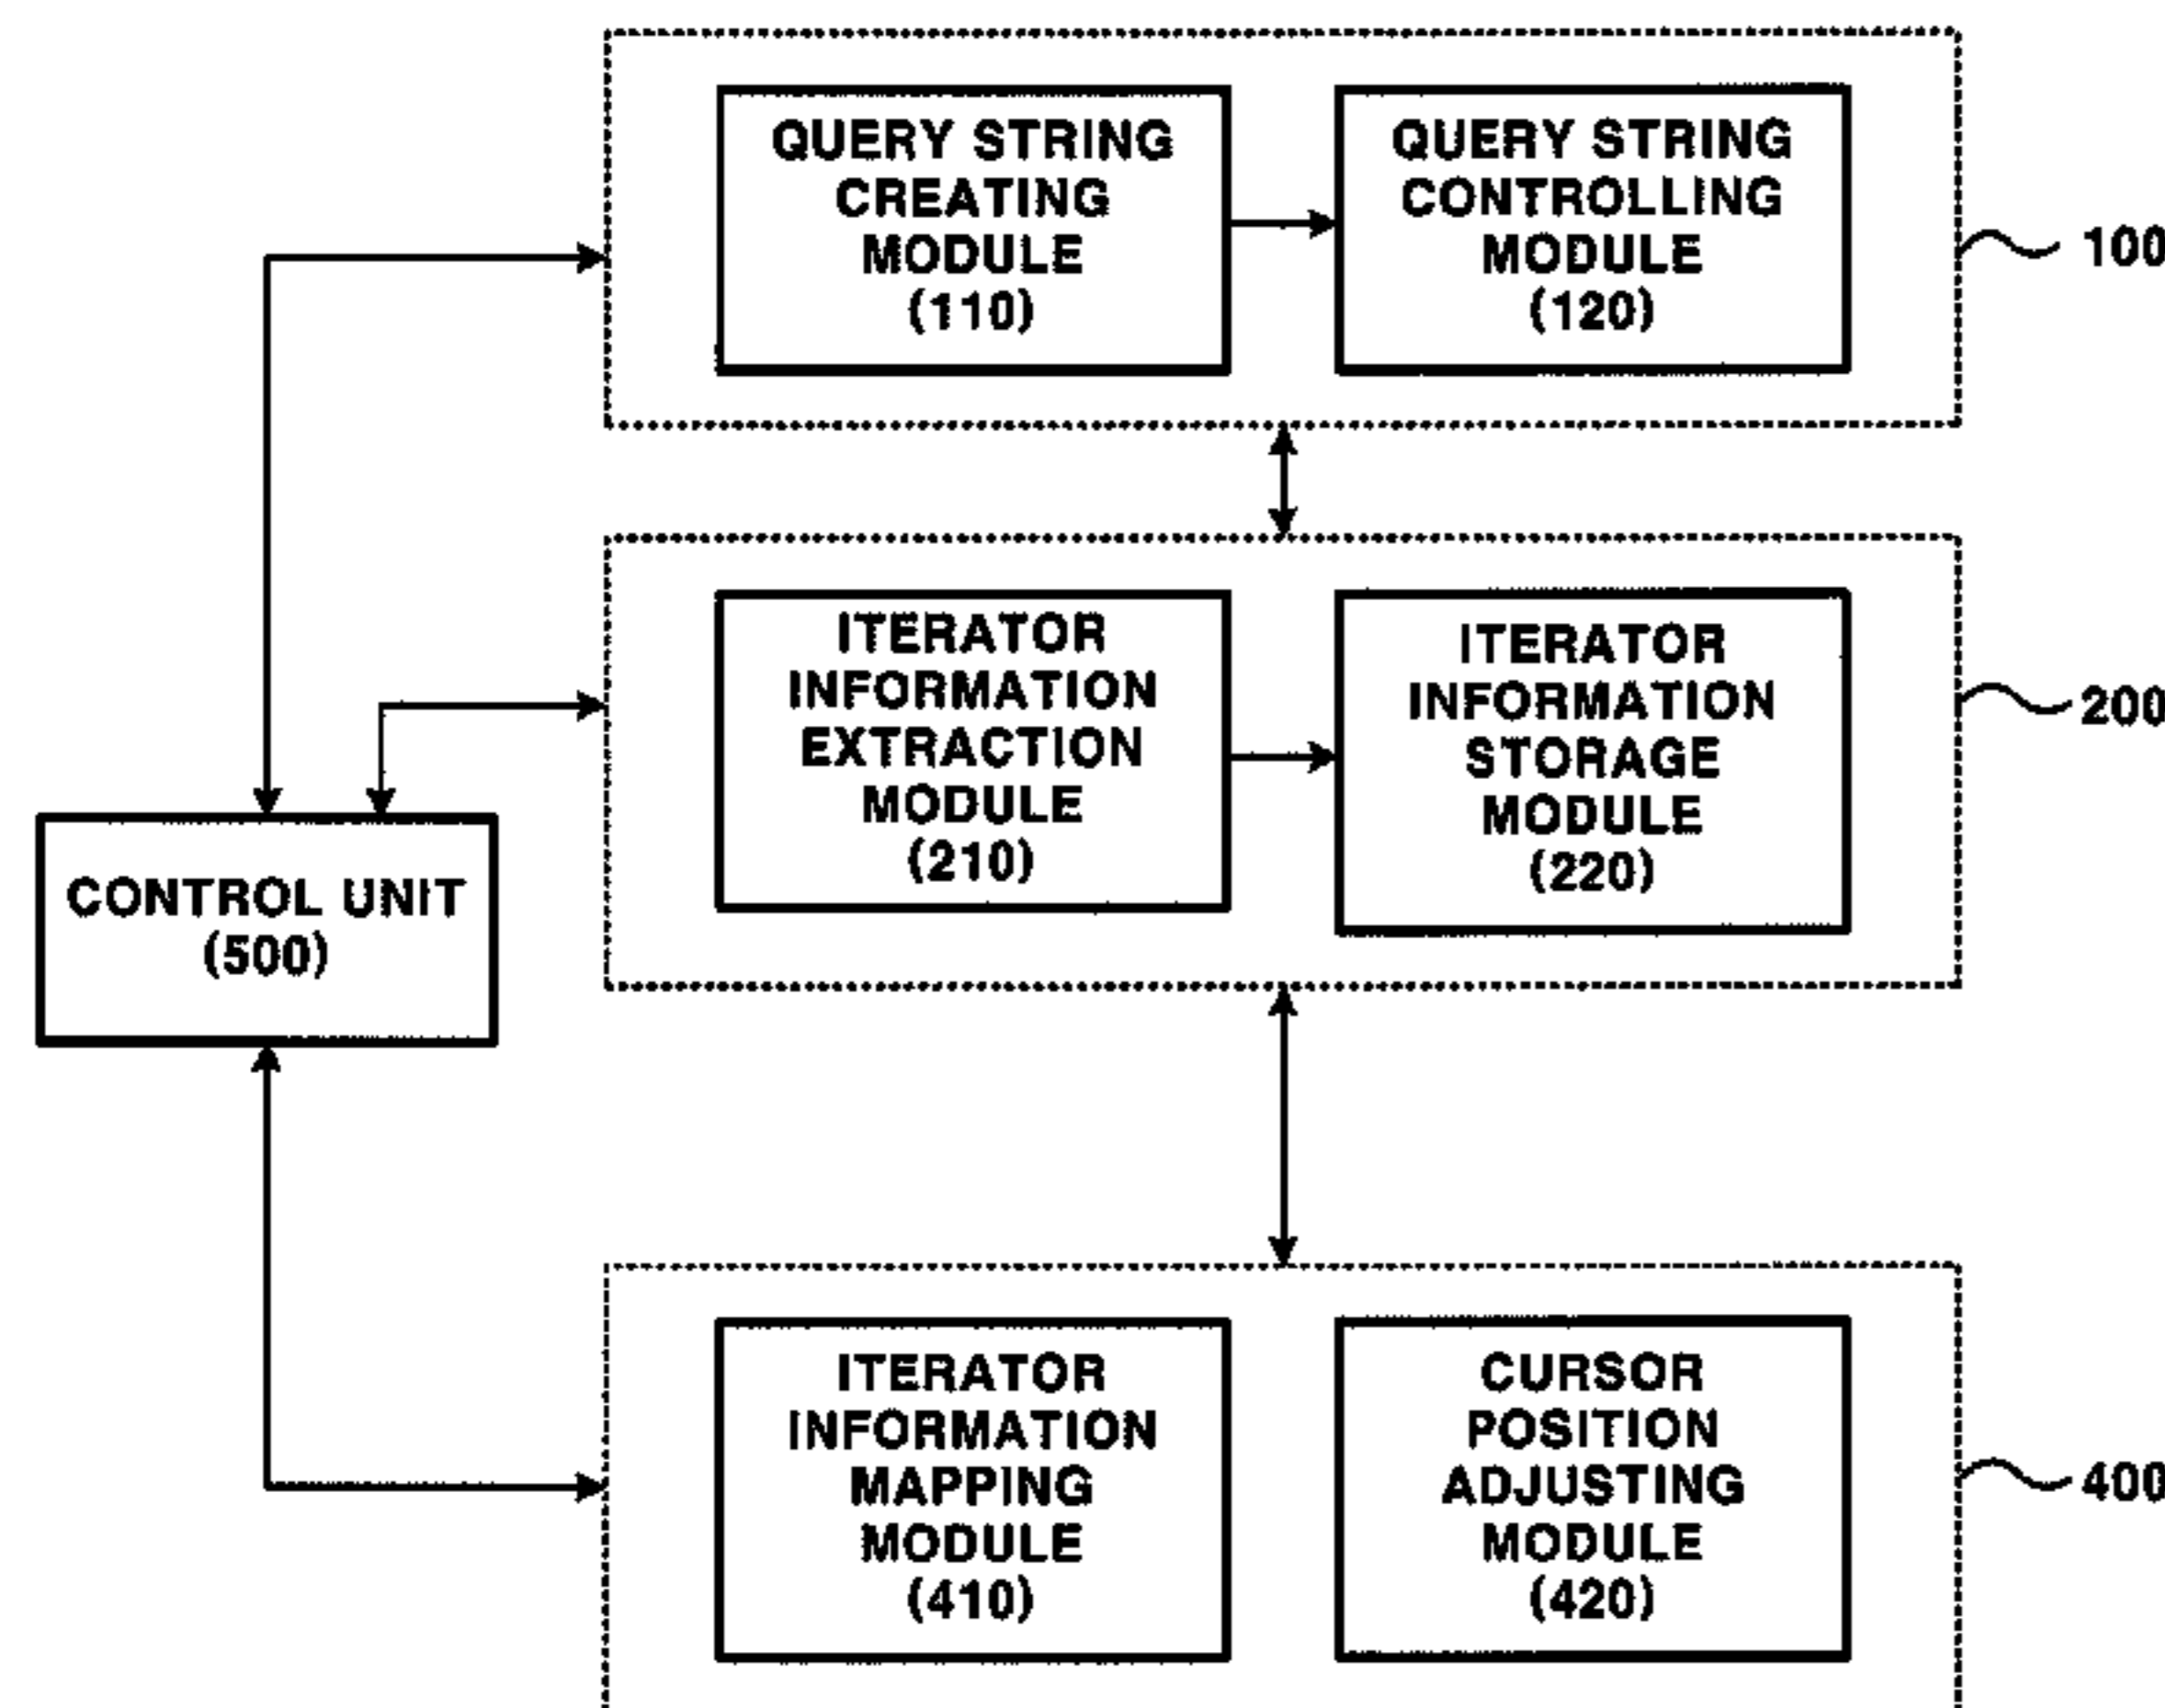 QUERY STRING
CREATING
MODULE
(110)
QUERY STRING
CONTROLLING
MODULE
(120)
100
ITERATOR
INFORMATION
EXTRACTION
MODULE
(210)
ITERATOR
INFORMATION
STORAGE
MODULE
(220)
200
CONTROL UNIT
(500)
ITERATOR
INFORMATION
MAPPING
MODULE
(410)
CURSOR
POSITION
ADJUSTING
MODULE
(420)
400